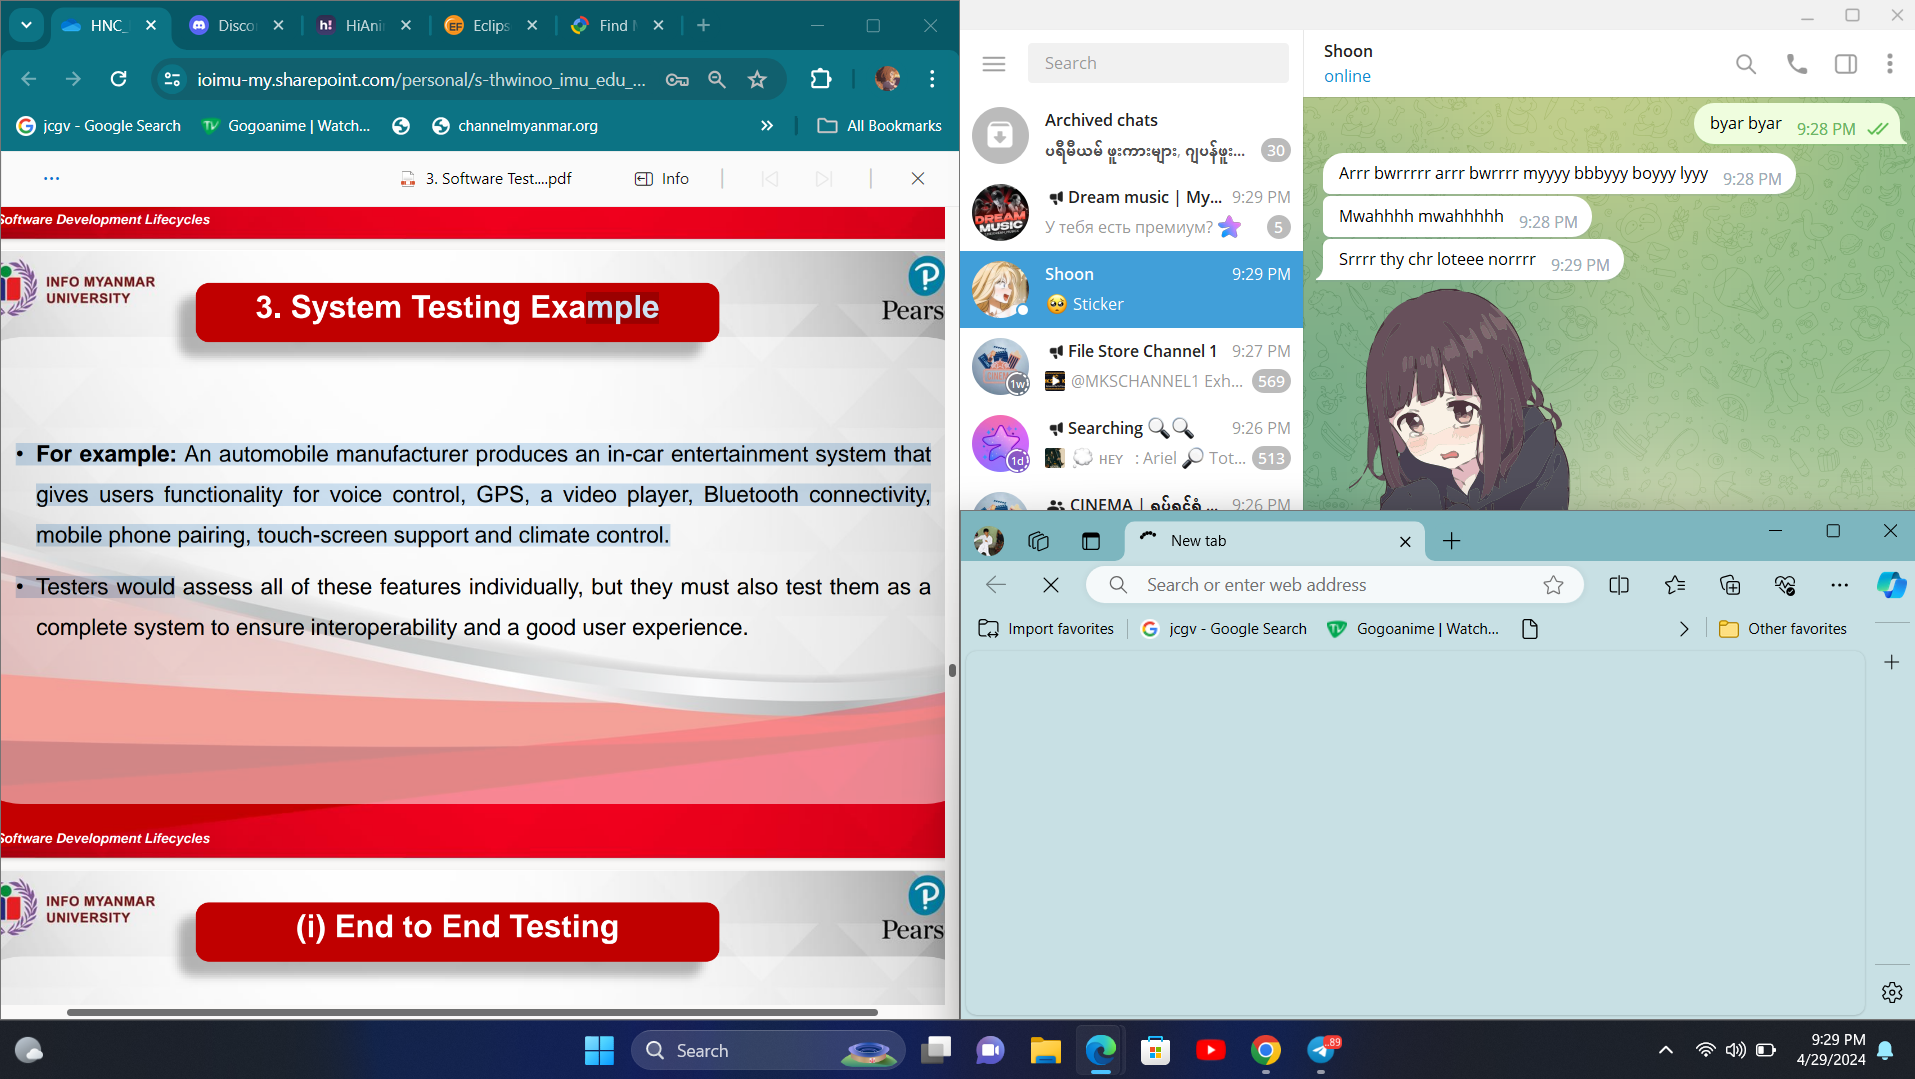 HNC_
Disco
HiAni
Eclips
Find
ioimu-my.sharepoint.com/personal/s-thwinoo_imu_edu_...
jcgv - Google Search
Gogoanime | Watch...
channelmyanmar.org
All Bookmarks
3. Software Test....pdf
Info
Software Development Lifecycles
INFO MYANMAR
UNIVERSITY
3. System Testing Example
Pears
• For example: An automobile manufacturer produces an in-car entertainment system that
gives users functionality for voice control, GPS, a video player, Bluetooth connectivity,
mobile phone pairing, touch-screen support and climate control.
• Testers would assess all of these features individually, but they must also test them as a
complete system to ensure interoperability and a good user experience.
Software Development Lifecycles
INFO MYANMAR
UNIVERSITY
(i) End to End Testing
Pears
Search
Archived chats
ပရီမီယမ် ဖူးကားများ, ဂျပန်ဖူး...
30
Dream music | My...
9:29 PM
У тебя есть премиум?
5
DREAM
MUSIC
Shoon
9:29 PM
Sticker
File Store Channel 1
9:27 PM
@MKSCHANNEL1 Exh...
569
1w
Searching
9:26 PM
HEY : Ariel Tot...
513
1d
CINEMA |
9:26 PM
Shoon
online
byar byar 9:28 PM
Arrr bwrrrrr arrr bwrrrr myyyy bbbyyy boyyy lyyy 9:28 PM
Mwahhhh mwahhhhh 9:28 PM
Srrrr thy chr loteee norrrr 9:29 PM
New tab
Search or enter web address
Import favorites
jcgv - Google Search
Gogoanime | Watch...
Other favorites
Search
.89
9:29 PM
4/29/2024